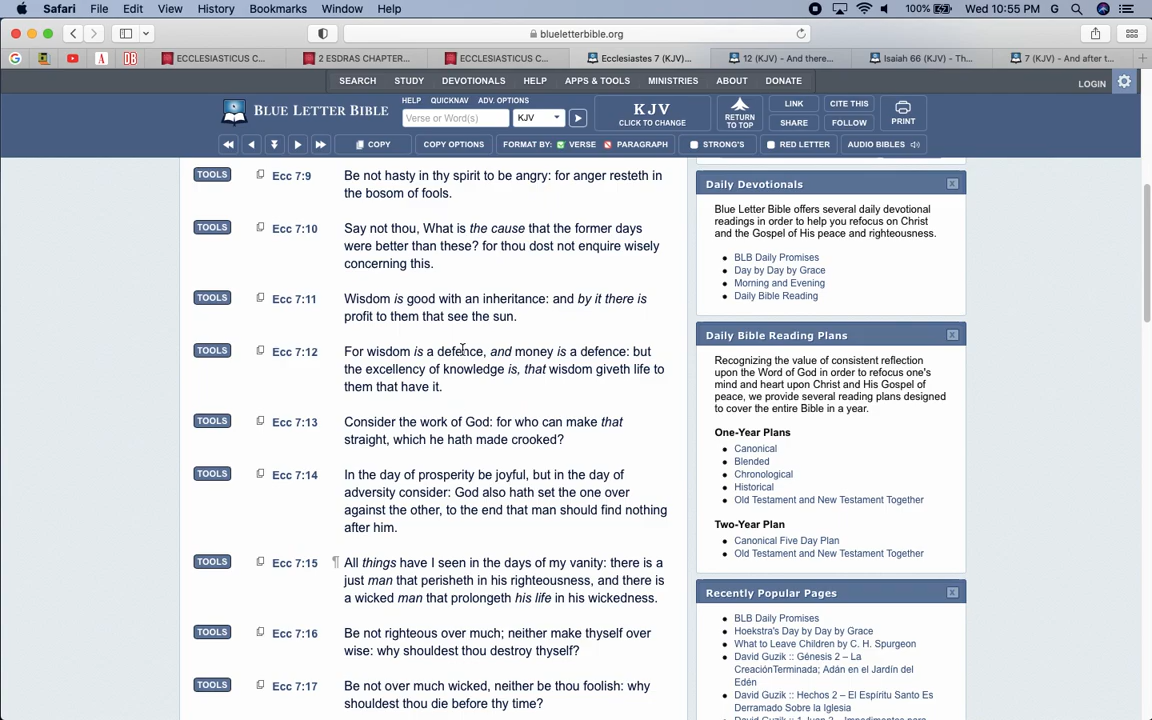 Safari File Edit View History Bookmarks Window Help 100% Wed 10:55 PM G
blueletterbible.org
ECCLESIASTICUS C... 2 ESDRAS CHAPTER... ECCLESIASTICUS C... Ecclesiastes 7 (KJV)... 12 (KJV) - And there... Isaiah 66 (KJV) - Th... 7 (KJV) - And after t...
SEARCH STUDY DEVOTIONALS HELP APPS & TOOLS MINISTRIES ABOUT DONATE LOGIN
BLUE LETTER BIBLE
HELP QUICKNAV ADV. OPTIONS
Verse or Word(s) KJV
KJV
CLICK TO CHANGE
RETURN
TO TOP
LINK CITE THIS
SHARE FOLLOW
PRINT
COPY COPY OPTIONS FORMAT BY: VERSE PARAGRAPH STRONG'S RED LETTER AUDIO BIBLES
TOOLS Ecc 7:9 Be not hasty in thy spirit to be angry: for anger resteth in
the bosom of fools.
TOOLS Ecc 7:10 Say not thou, What is the cause that the former days
were better than these? for thou dost not enquire wisely
concerning this.
TOOLS Ecc 7:11 Wisdom is good with an inheritance: and by it there is
profit to them that see the sun.
TOOLS Ecc 7:12 For wisdom is a defence, and money is a defence: but
the excellency of knowledge is, that wisdom giveth life to
them that have it.
TOOLS Ecc 7:13 Consider the work of God: for who can make that
straight, which he hath made crooked?
TOOLS Ecc 7:14 In the day of prosperity be joyful, but in the day of
adversity consider: God also hath set the one over
against the other, to the end that man should find nothing
after him.
TOOLS Ecc 7:15 ¶ All things have I seen in the days of my vanity: there is a
just man that perisheth in his righteousness, and there is
a wicked man that prolongeth his life in his wickedness.
TOOLS Ecc 7:16 Be not righteous over much; neither make thyself over
wise: why shouldest thou destroy thyself?
TOOLS Ecc 7:17 Be not over much wicked, neither be thou foolish: why
shouldest thou die before thy time?
Daily Devotionals
Blue Letter Bible offers several daily devotional
readings in order to help you refocus on Christ
and the Gospel of His peace and righteousness.
BLB Daily Promises
Day by Day by Grace
Morning and Evening
Daily Bible Reading
Daily Bible Reading Plans
Recognizing the value of consistent reflection
upon the Word of God in order to refocus one's
mind and heart upon Christ and His Gospel of
peace, we provide several reading plans designed
to cover the entire Bible in a year.
One-Year Plans
Canonical
Blended
Chronological
Historical
Old Testament and New Testament Together
Two-Year Plan
Canonical Five Day Plan
Old Testament and New Testament Together
Recently Popular Pages
BLB Daily Promises
Hoekstra's Day by Day by Grace
What to Leave Children by C. H. Spurgeon
David Guzik :: Génesis 2 – La
CreaciónTerminada; Adán en el Jardín del
Edén
David Guzik :: Hechos 2 – El Espíritu Santo Es
Derramado Sobre la Iglesia